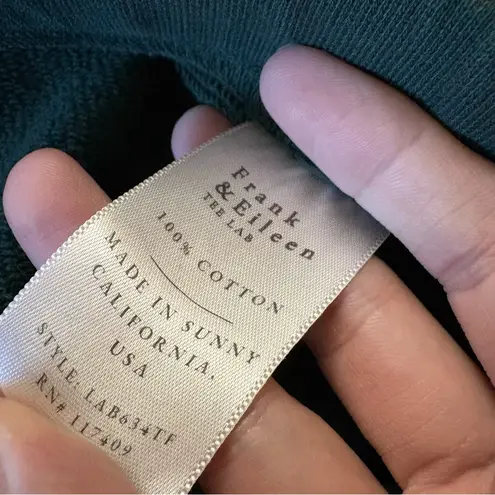 Frank
&Eileen
TEE LAB
100% COTTON
MADE IN SUNNY
CALIFORNIA.
USA
STYLE: LAB634TF
RN# 117409